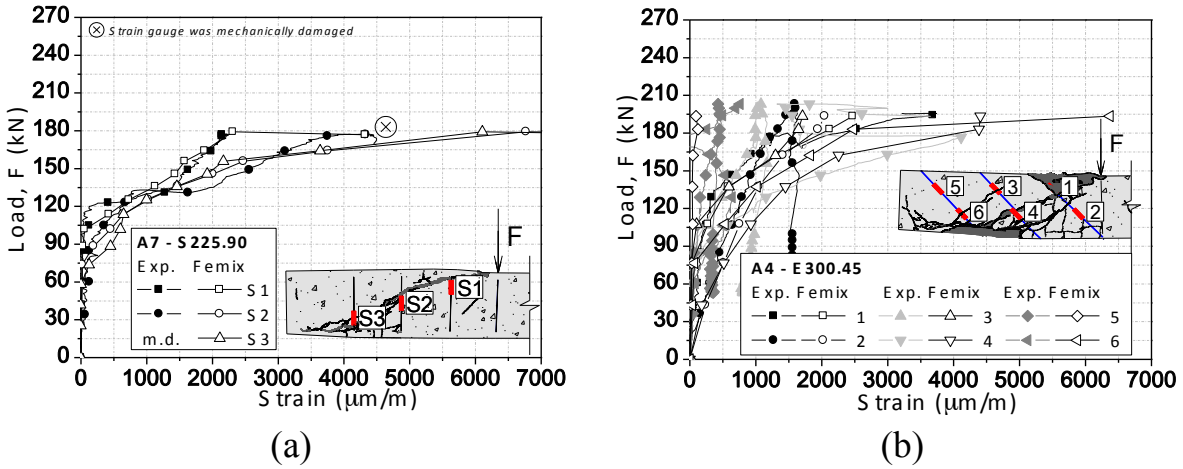 270
240
210
180
150
120
90
60
30
0
Load, F (kN)
⊗ Strain gauge was mechanically damaged
A7 - S225.90
Exp. Femix
S1
S2
m.d. S3
F
S1
S2
S3
0 1000 2000 3000 4000 5000 6000 7000
Strain (μm/m)
(a)
270
240
210
180
150
120
90
60
30
0
Load, F (kN)
F
5 3 1
6 4 2
A4 - E300.45
Exp. Femix Exp. Femix Exp. Femix
1 3 5
2 4 6
0 1000 2000 3000 4000 5000 6000 7000
Strain (μm/m)
(b)